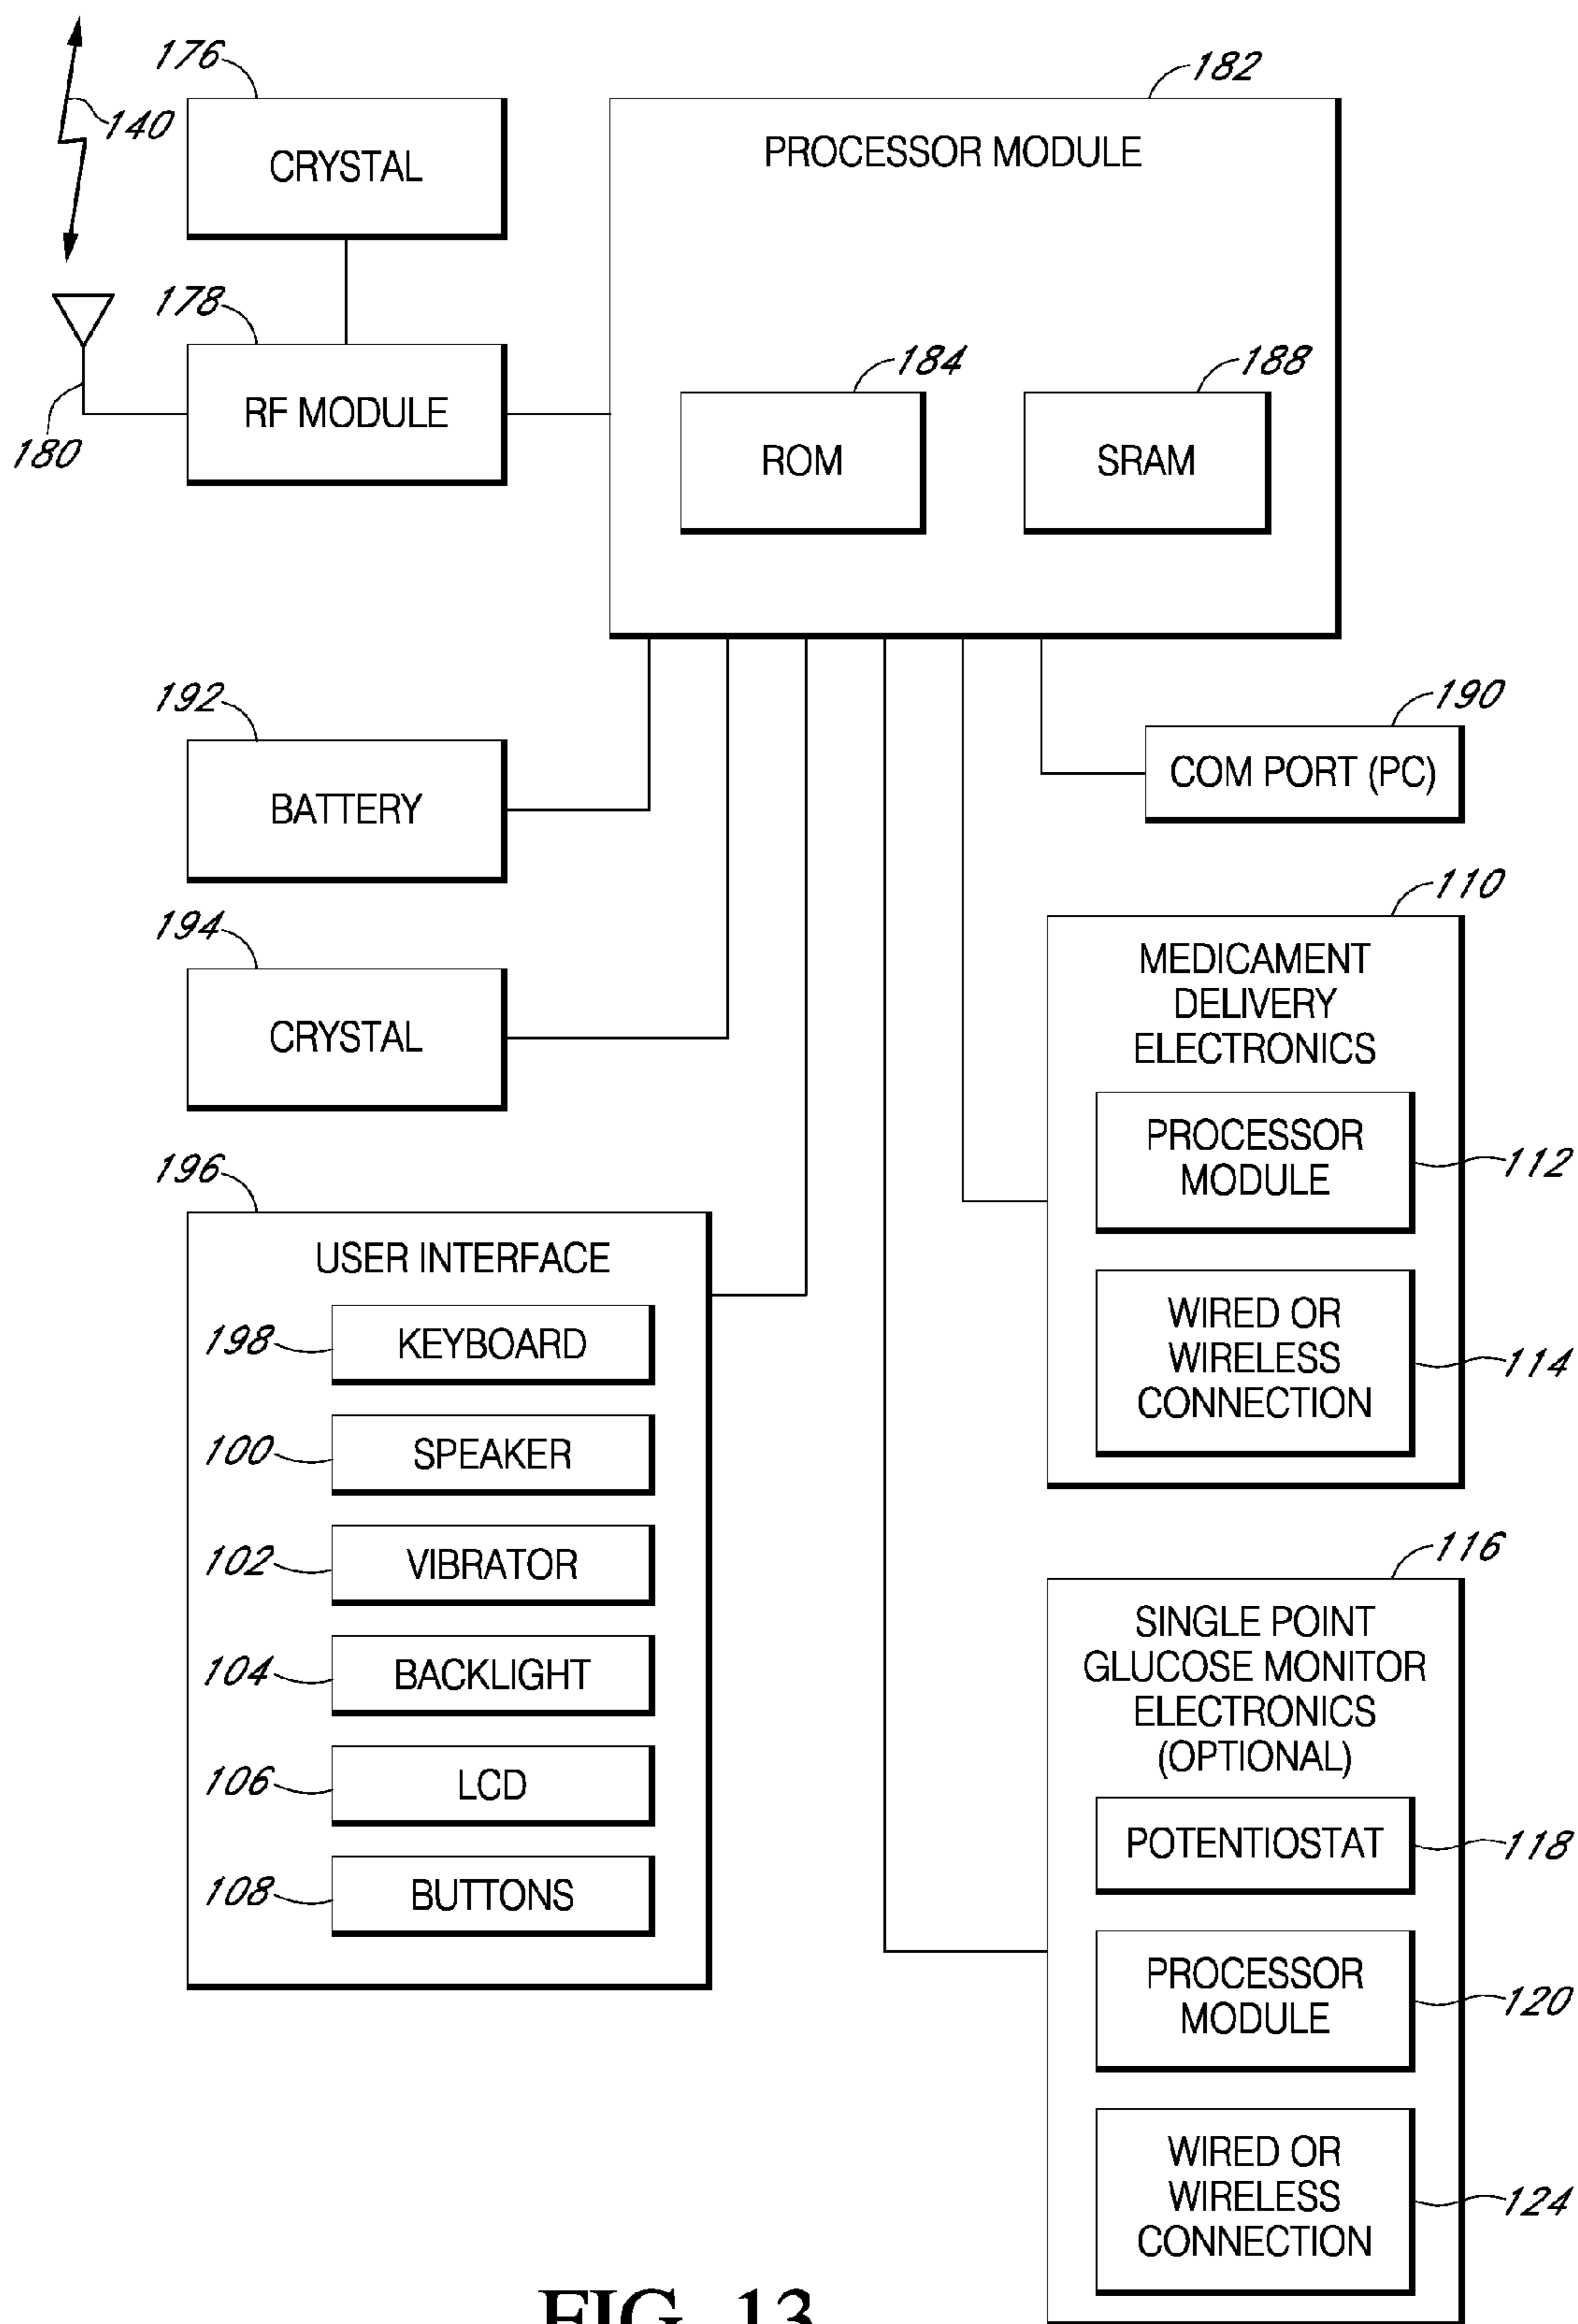 176
182
140
CRYSTAL
PROCESSOR MODULE
178
184
188
RF MODULE
ROM
SRAM
180
192
190
BATTERY
COM PORT (PC)
194
110
CRYSTAL
MEDICAMENT
DELIVERY
ELECTRONICS
PROCESSOR
MODULE
112
WIRED OR
WIRELESS
CONNECTION
114
196
USER INTERFACE
198
KEYBOARD
100
SPEAKER
102
VIBRATOR
104
BACKLIGHT
106
LCD
108
BUTTONS
116
SINGLE POINT
GLUCOSE MONITOR
ELECTRONICS
(OPTIONAL)
POTENTIOSTAT
118
PROCESSOR
MODULE
120
WIRED OR
WIRELESS
CONNECTION
124
FIG. 13